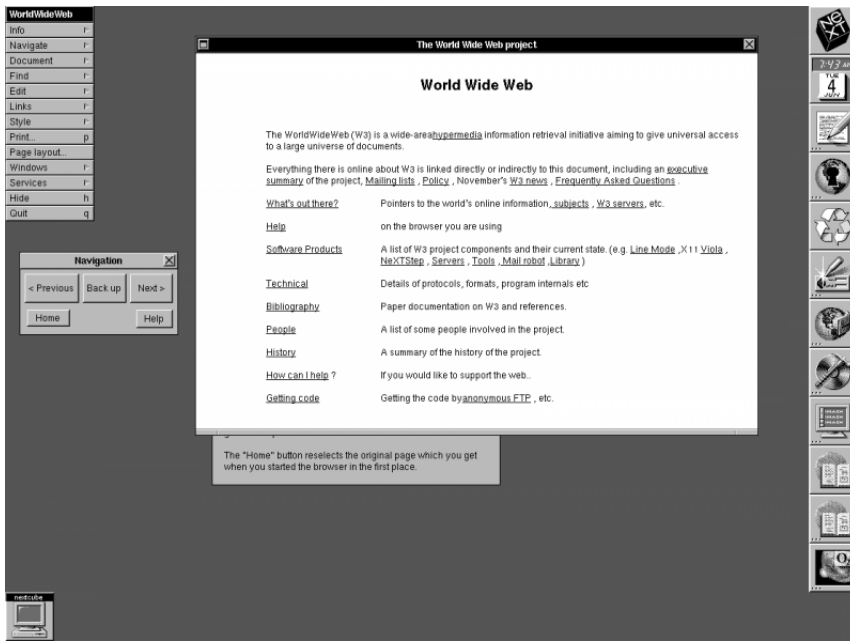 WorldWideWeb
Info
Navigate
Document
Find
Edit
Links
Style
Print... p
Page layout...
Windows
Services
Hide h
Quit q
Navigation
< Previous Back up Next >
Home Help
The World Wide Web project
World Wide Web
The WorldWideWeb (W3) is a wide-areahypermedia information retrieval initiative aiming to give universal access
to a large universe of documents.
Everything there is online about W3 is linked directly or indirectly to this document, including an executive
summary of the project, Mailing lists , Policy , November's W3 news , Frequently Asked Questions .
What's out there? Pointers to the world's online information, subjects , W3 servers, etc.
Help on the browser you are using
Software Products A list of W3 project components and their current state. (e.g. Line Mode ,X11 Viola ,
NeXTStep , Servers , Tools , Mail robot ,Library )
Technical Details of protocols, formats, program internals etc
Bibliography Paper documentation on W3 and references.
People A list of some people involved in the project.
History A summary of the history of the project.
How can I help ? If you would like to support the web..
Getting code Getting the code byanonymous FTP , etc.
The "Home" button reselects the original page which you get
when you started the browser in the first place.
NeXT
7:43 AM
TUE
4
JUN
nextcube